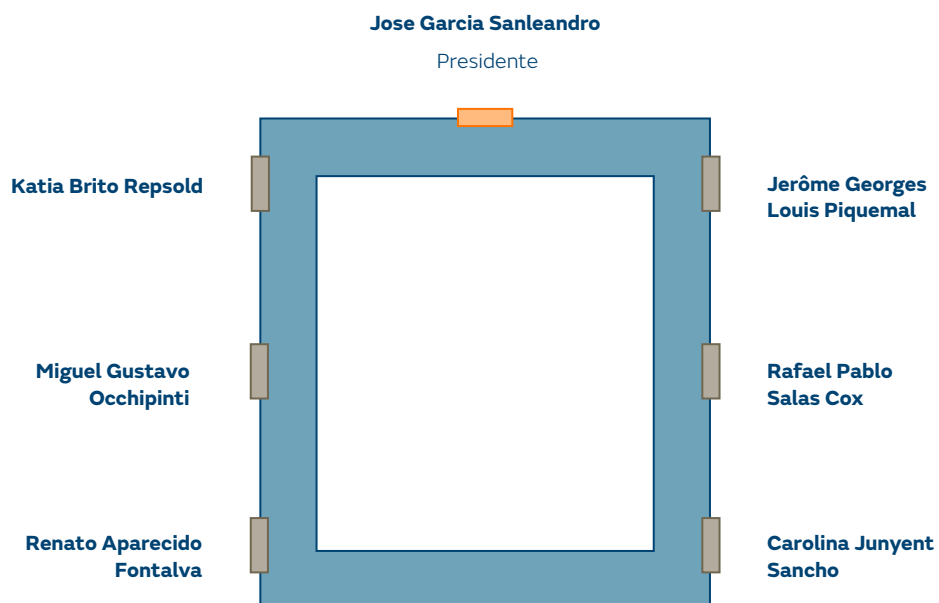 Jose Garcia Sanleandro
Presidente
Katia Brito Repsold
Jerôme Georges
Louis Piquemal
Miguel Gustavo
Occhipinti
Rafael Pablo
Salas Cox
Renato Aparecido
Fontalva
Carolina Junyent
Sancho